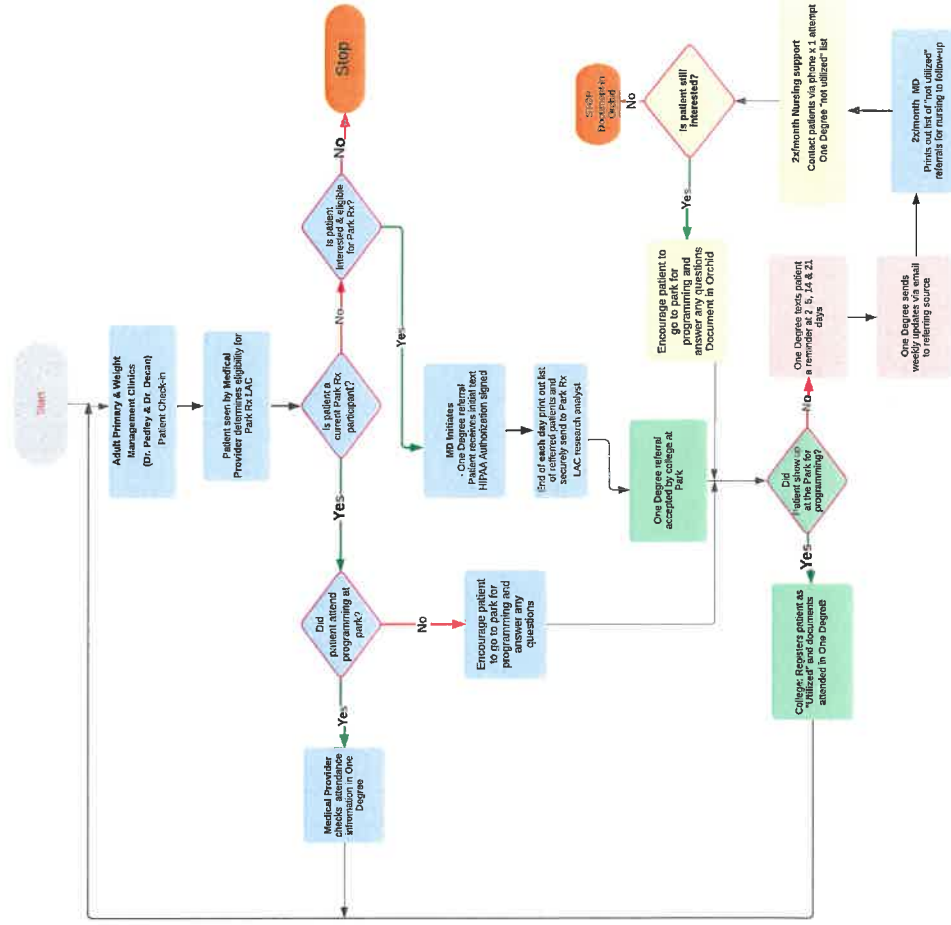 Start
Adult Primary & Weight
Management Clinics
(Dr. Pedley & Dr. Decan)
Patient Check-in
Patient seen by Medical
Provider determines eligibility for
Park Rx LAC
Is patient a
current Park Rx
participant?
No
Is patient
interested & eligible
for Park Rx?
No
Stop
Yes
MD Initiates
- One Degree referral
Patient receives initial text
HIPAA Authorization signed
End of each day print out list
of reffered patients and
securely send to Park Rx
LAC research analyst
One Degree referral
accepted by college at
Park
Yes
Did
patient attend
programming at
park?
Yes
Medical Provider
checks attendance
infromation in One
Degree
No
Encourage patient
to go to park for
programming and
answer any
questions
Did
Patient show up
at the Park for
programming?
Yes
College: Registers patient as
"Utilized" and documents
attended in One Degree
No
One Degree texts patient
a reminder at 2, 5, 14 & 21
days
One Degree sends
weekly updates via email
to referring source
2x/month MD
Prints out list of "not utilized"
referrals for nursing to follow-up
2x/month Nursing support
Contact patients via phone x 1 attempt
One Degree "not utilized" list
Is patient still
interested?
No
STOP
Document in
Orchid
Yes
Encourage patient to
go to park for
programming and
answer any questions
Document in Orchid